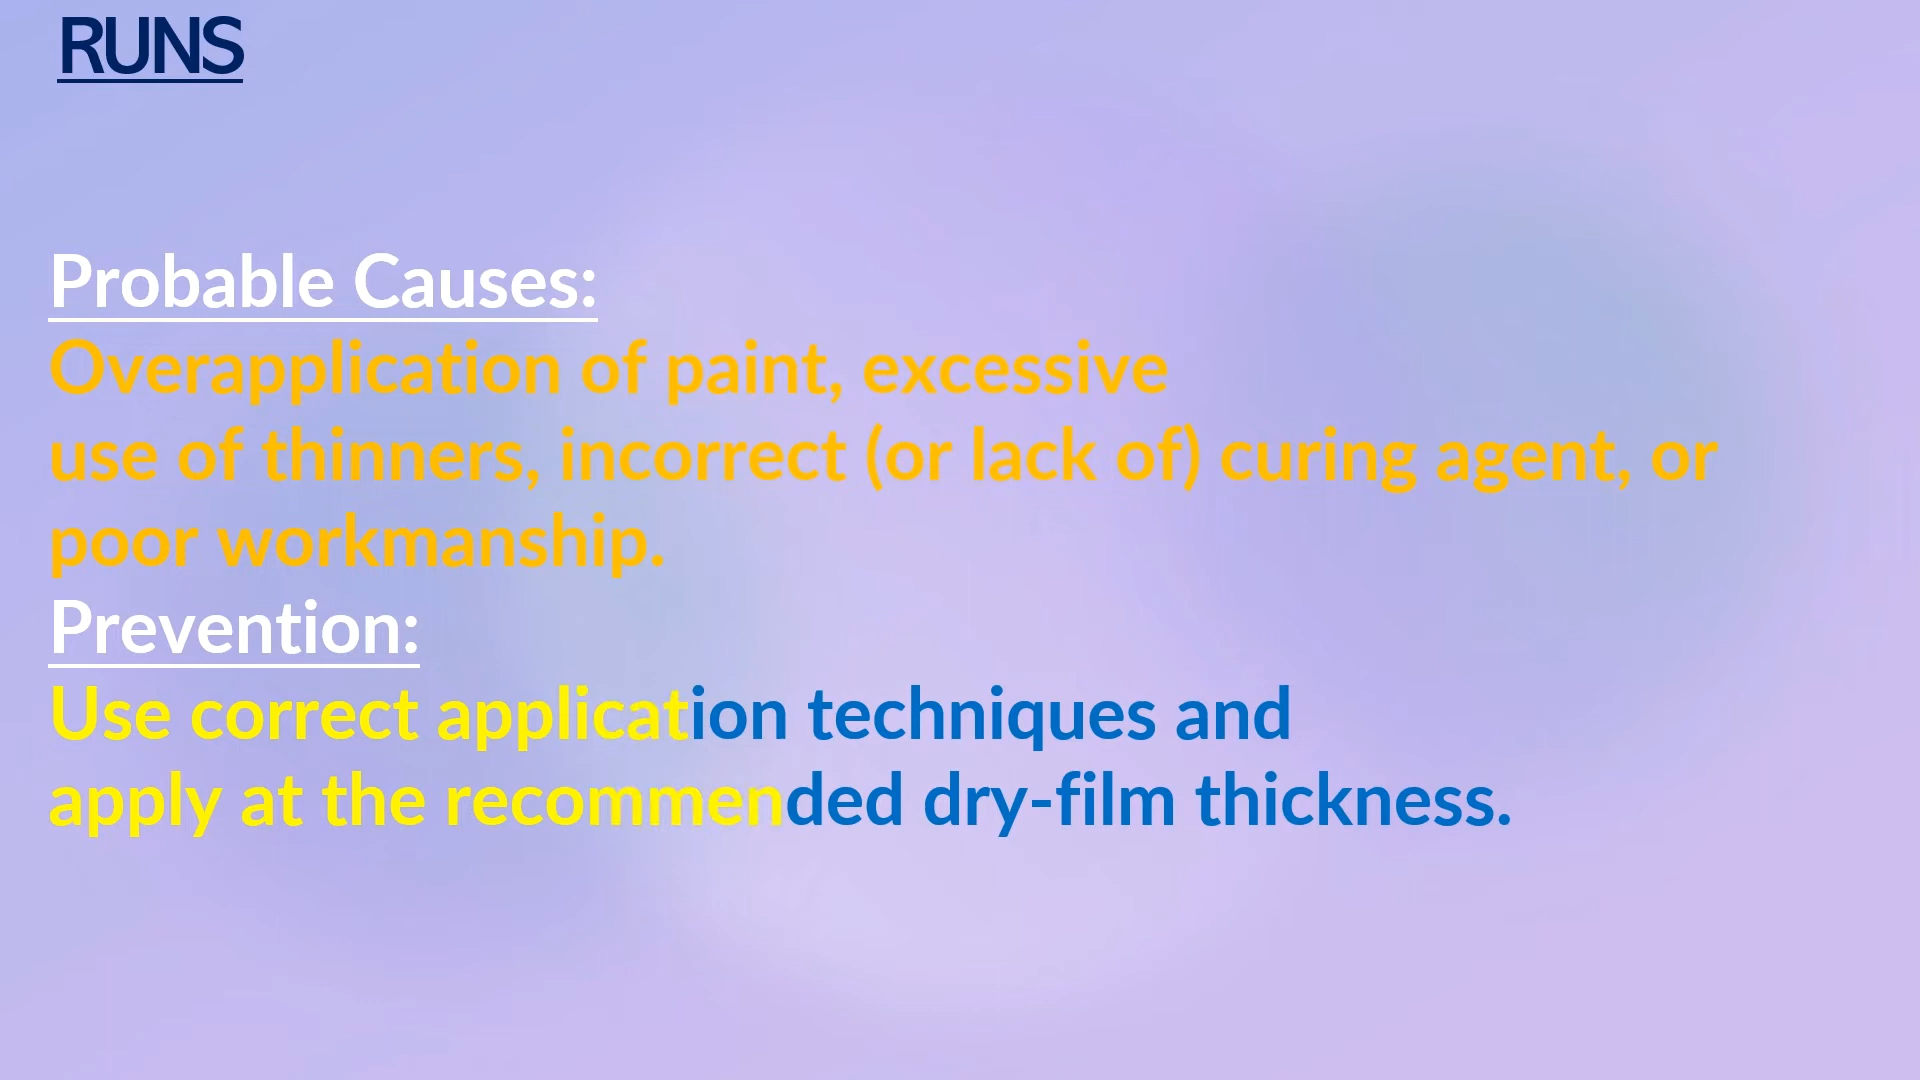 RUNS
Probable Causes:
Overapplication of paint, excessive
use of thinners, incorrect (or lack of) curing agent, or
poor workmanship.
Prevention:
Use correct application techniques and
apply at the recommended dry-film thickness.